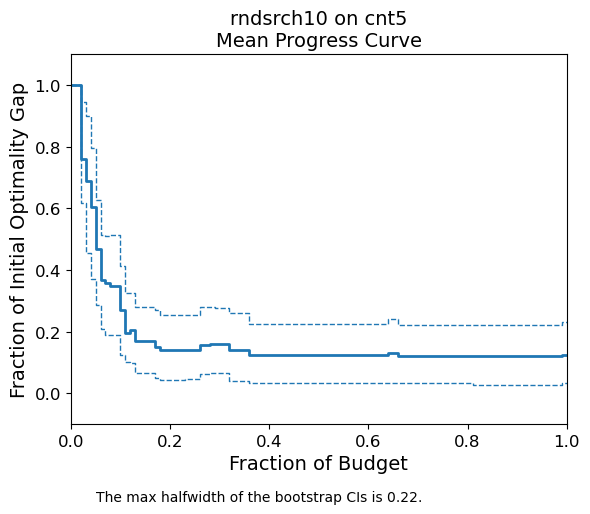 rndsrch10 on cnt5
Mean Progress Curve
Fraction of Initial Optimality Gap
1.0
0.8
0.6
0.4
0.2
0.0
0.0 0.2 0.4 0.6 0.8 1.0
Fraction of Budget
The max halfwidth of the bootstrap CIs is 0.22.